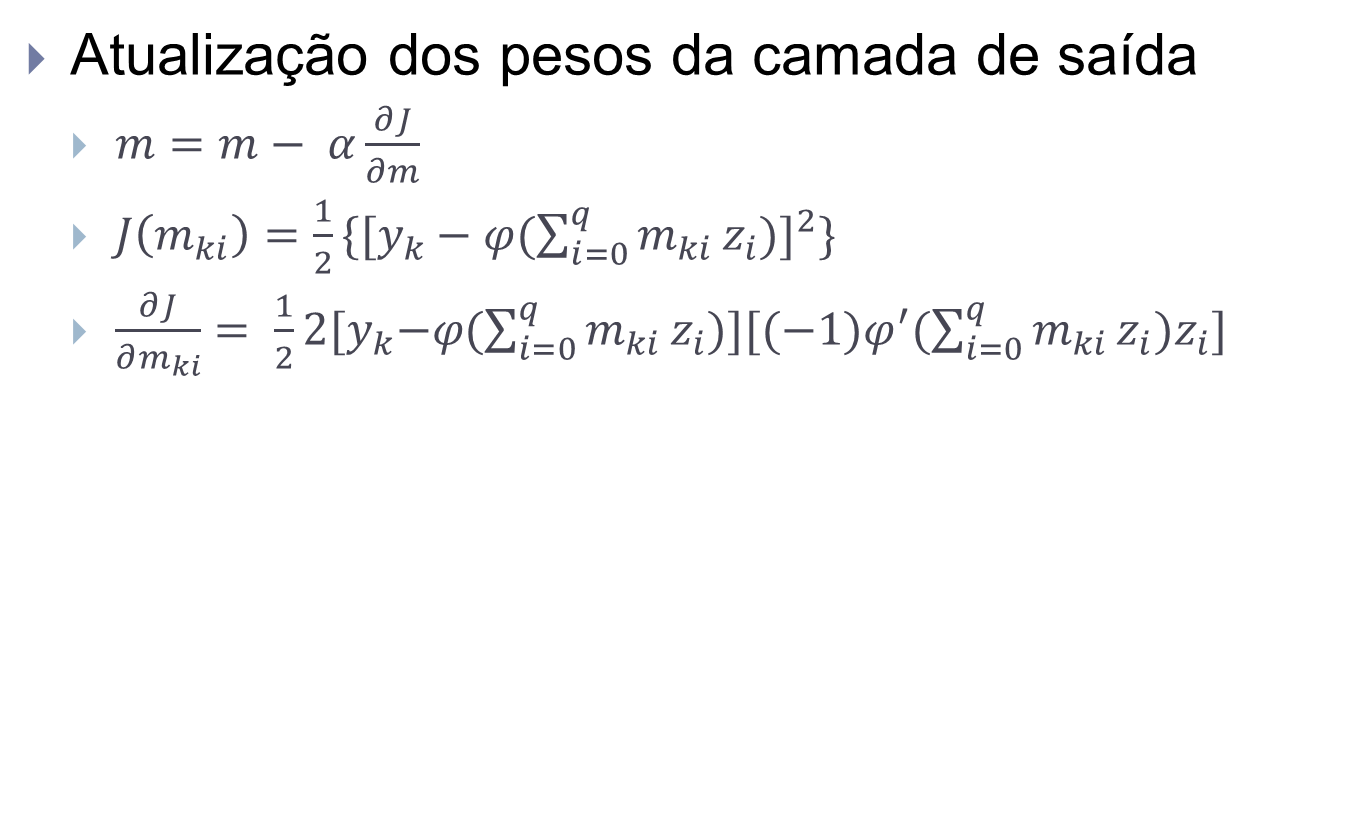 Atualização dos pesos da camada de saída
𝑚 = 𝑚 − 𝛼 𝜕𝐽/𝜕𝑚
𝐽(𝑚_𝑘𝑖) = 1/2 {[𝑦_𝑘 − 𝜑(∑_{𝑖=0}^{𝑞} 𝑚_𝑘𝑖 𝑧_𝑖)]²}
𝜕𝐽/𝜕𝑚_𝑘𝑖 = 1/2 2[𝑦_𝑘−𝜑(∑_{𝑖=0}^{𝑞} 𝑚_𝑘𝑖 𝑧_𝑖)][(−1)𝜑′(∑_{𝑖=0}^{𝑞} 𝑚_𝑘𝑖 𝑧_𝑖)𝑧_𝑖]